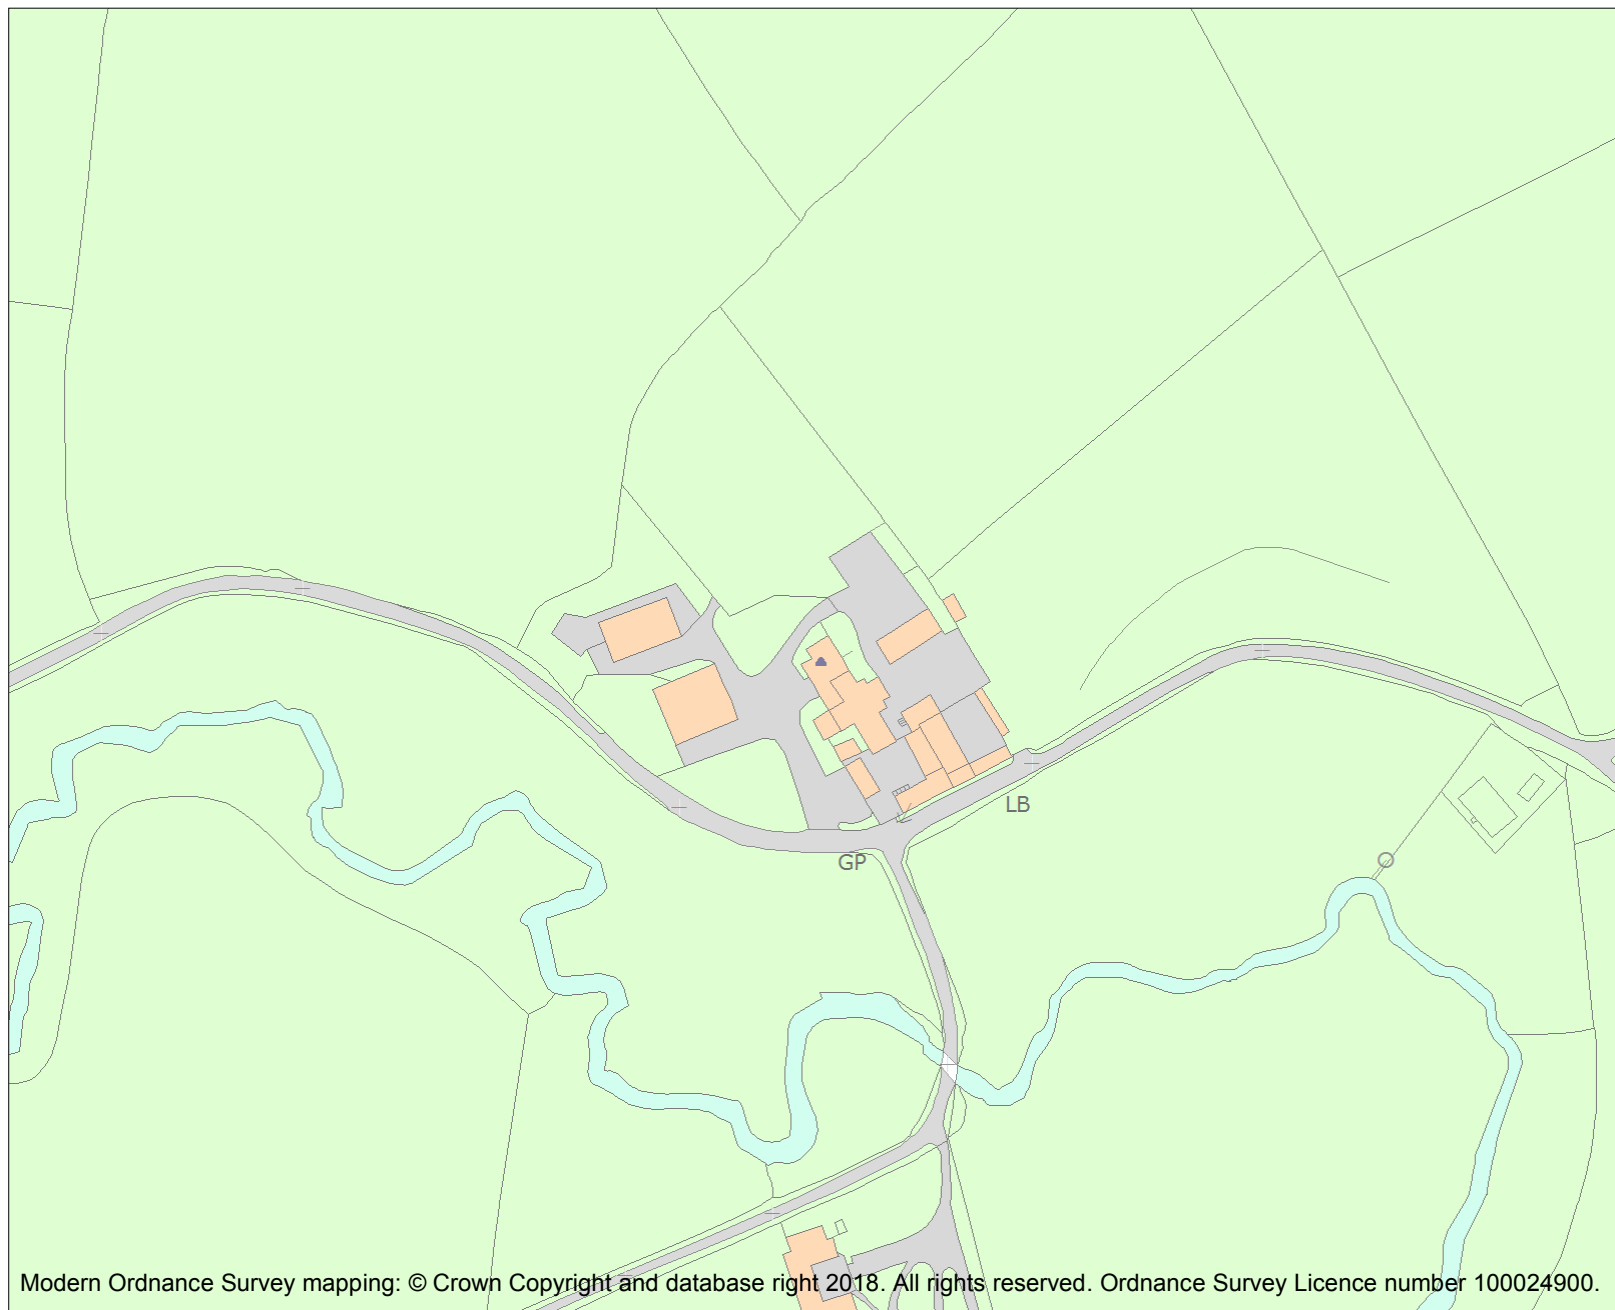 LB
GP
Modern Ordnance Survey mapping: © Crown Copyright and database right 2018. All rights reserved. Ordnance Survey Licence number 100024900.